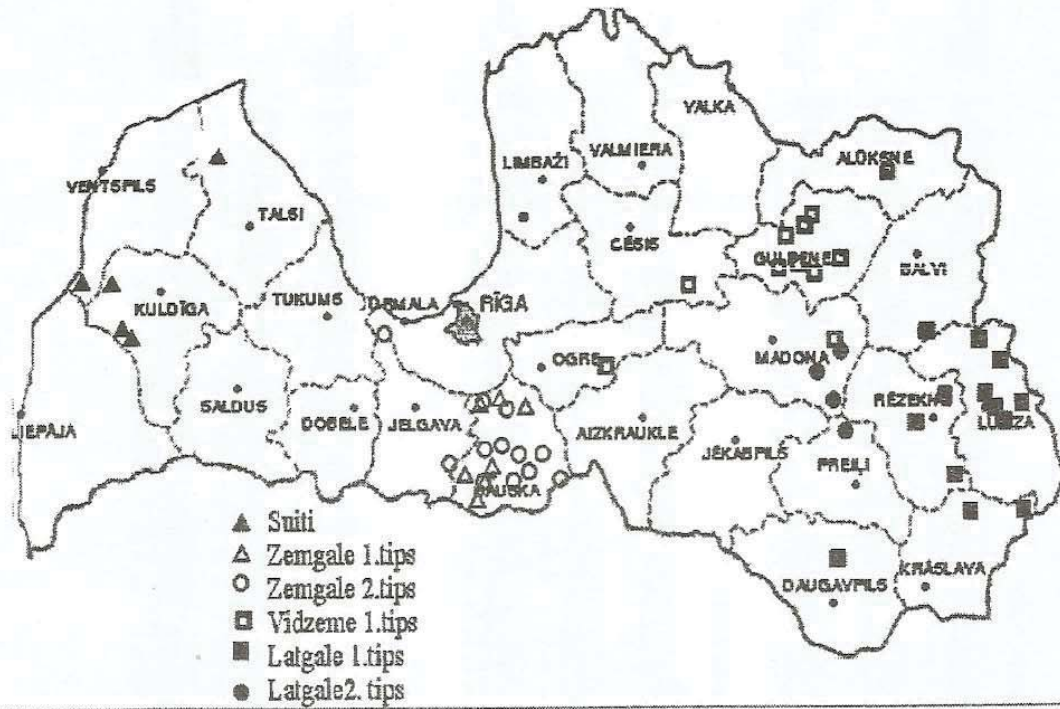 VALKA
VALMIERA
LIMBAŽI
ALŪKSNE
VENTSPILS
TALSI
CĒSIS
GULBENE
BALVI
KULDĪGA
TUKUMS
RĪGA
MADONA
OGRE
SALDUS
DOBELE
JELGAVA
AIZKRAUKLE
RĒZEKNE
LUDZA
LIEPĀJA
JĒKABPILS
PREIĻI
BAUSKA
DAUGAVPILS
KRĀSLAVA
Suiti
Zemgale 1.tips
Zemgale 2.tips
Vidzeme 1.tips
Latgale 1.tips
Latgale2. tips